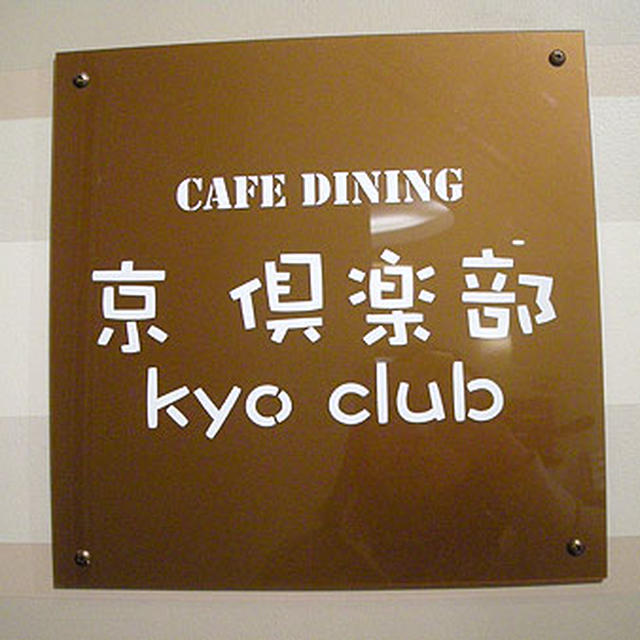 CAFE DINING
京 倶楽部
kyo club